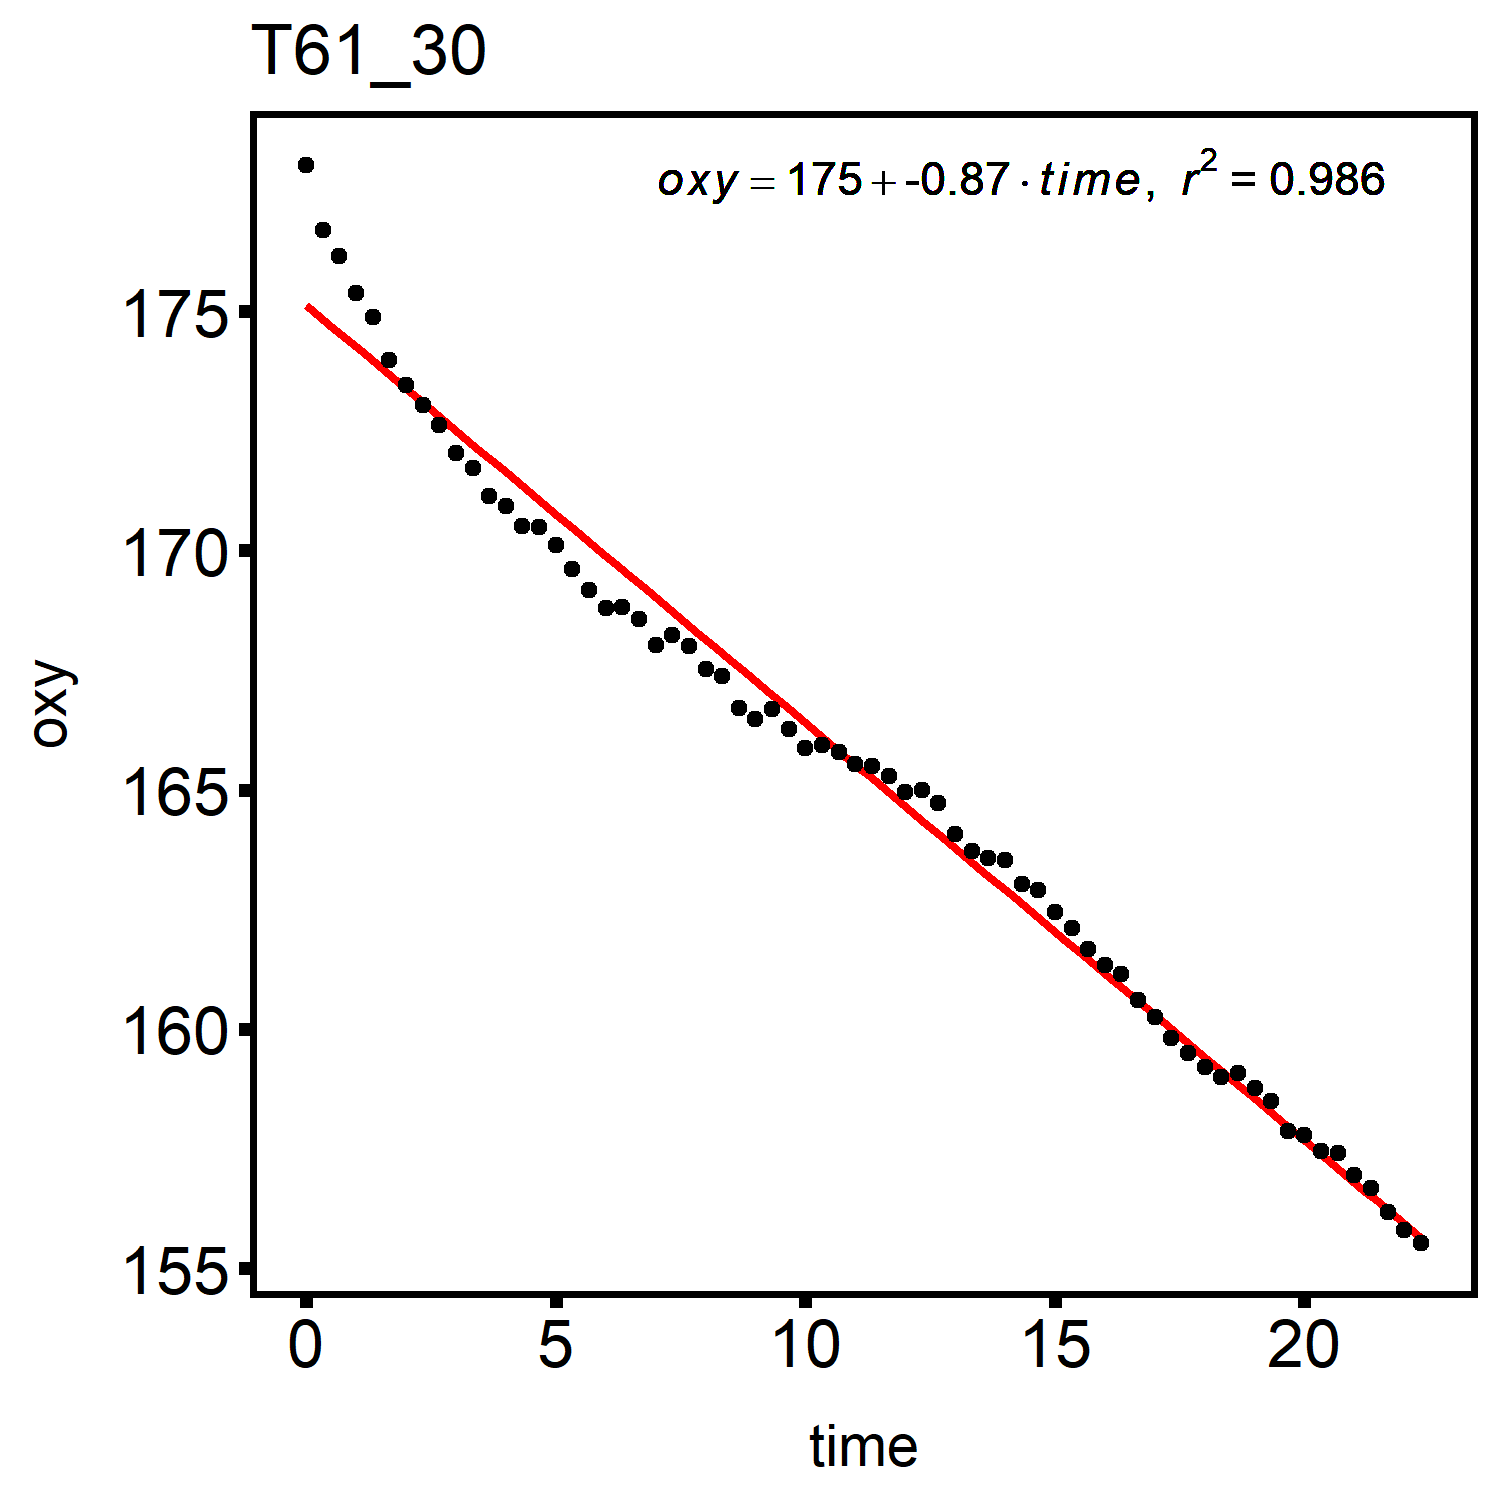 T61_30
oxy = 175 + -0.87 · time, r² = 0.986
175
170
165
160
155
oxy
0 5 10 15 20
time